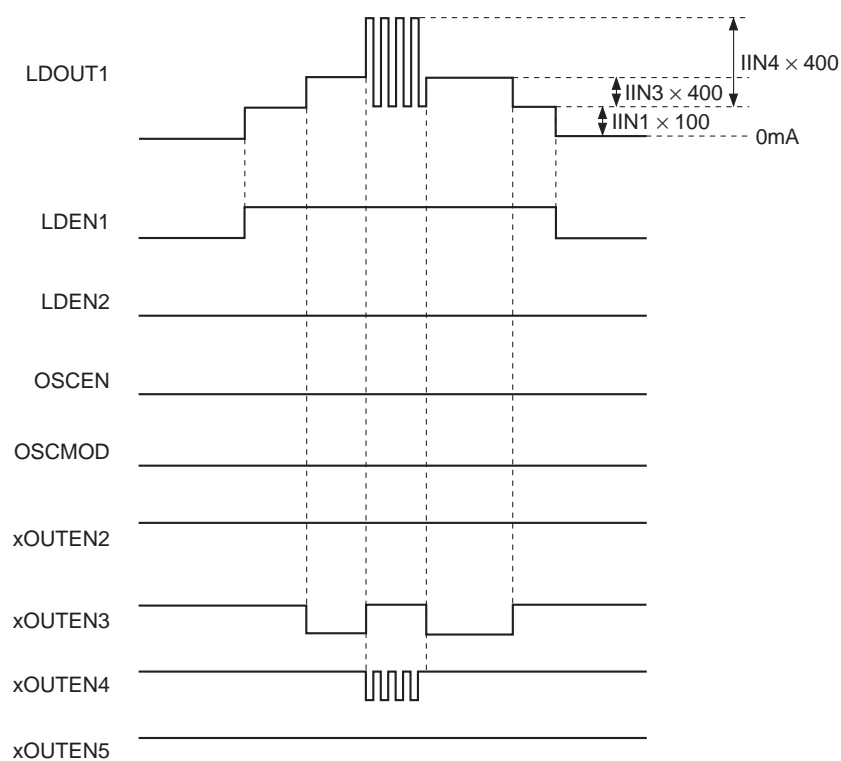 LDOUT1
IIN4 × 400
IIN3 × 400
IIN1 × 100
0mA
LDEN1
LDEN2
OSCEN
OSCMOD
xOUTEN2
xOUTEN3
xOUTEN4
xOUTEN5